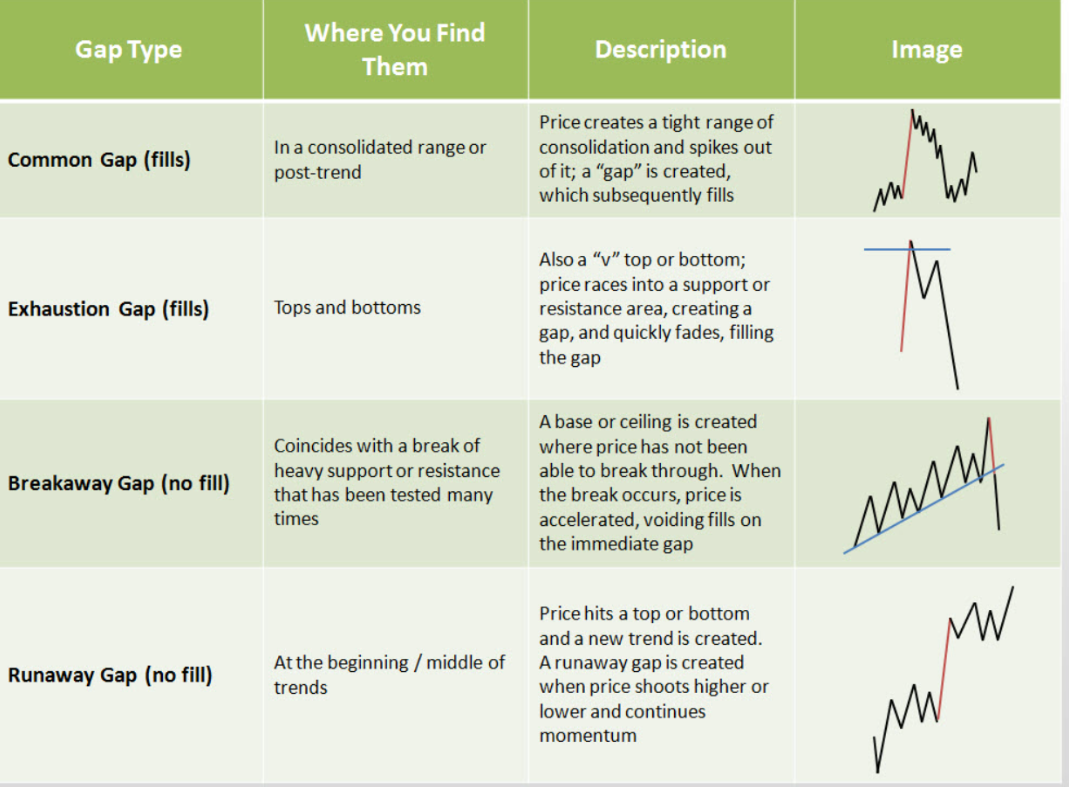 Gap Type
Where You Find
Them
Description
Image
Common Gap (fills)
In a consolidated range or
post-trend
Price creates a tight range of
consolidation and spikes out
of it; a “gap” is created,
which subsequently fills
Exhaustion Gap (fills)
Tops and bottoms
Also a “v” top or bottom;
price races into a support or
resistance area, creating a
gap, and quickly fades, filling
the gap
Breakaway Gap (no fill)
Coincides with a break of
heavy support or resistance
that has been tested many
times
A base or ceiling is created
where price has not been
able to break through. When
the break occurs, price is
accelerated, voiding fills on
the immediate gap
Runaway Gap (no fill)
At the beginning / middle of
trends
Price hits a top or bottom
and a new trend is created.
A runaway gap is created
when price shoots higher or
lower and continues
momentum